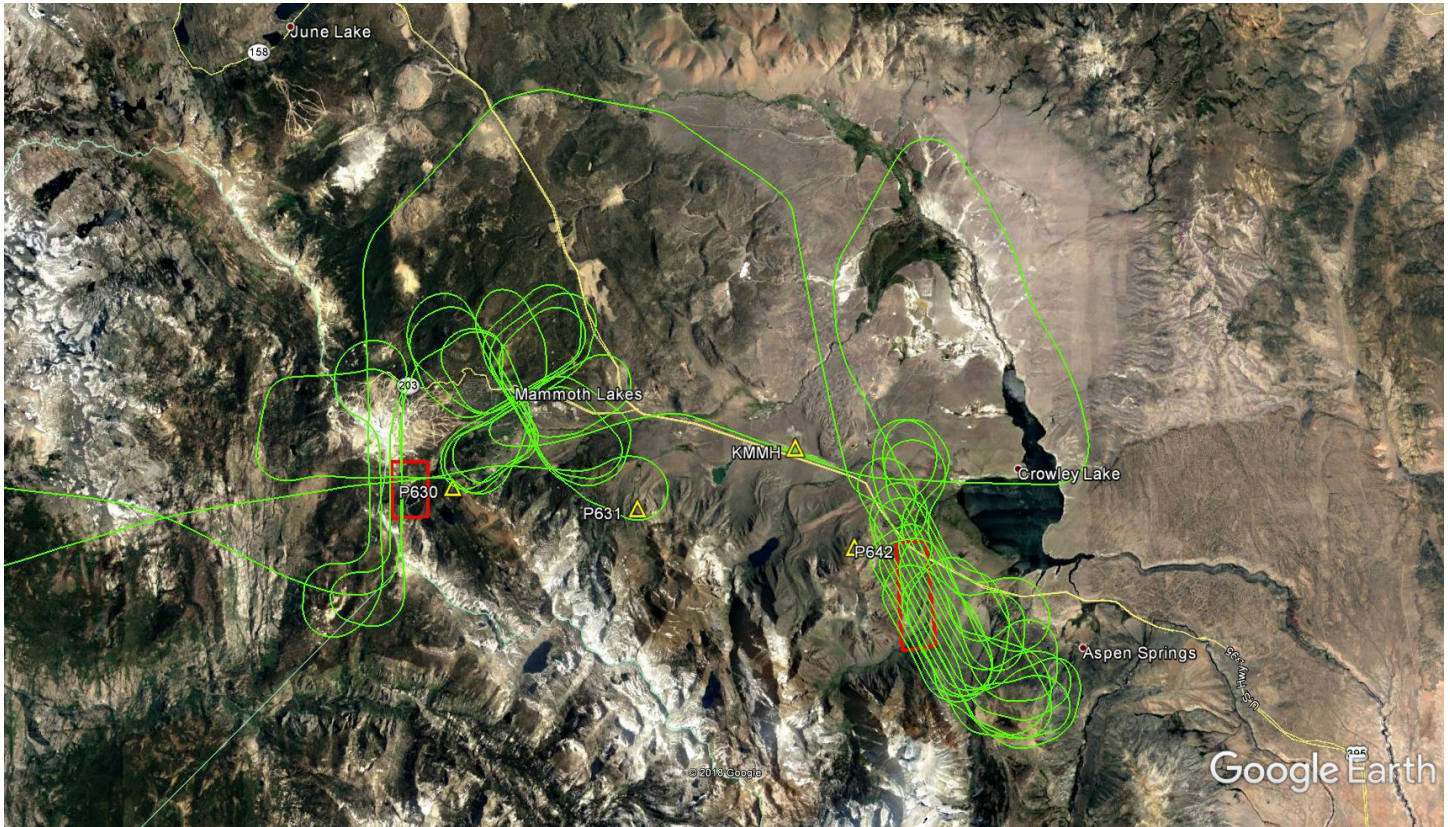 June Lake
158
203
Mammoth Lakes
KMMH
Crowley Lake
P630
P631
P642
Aspen Springs
U.S. Hwy 395
395
© 2018 Google
Google Earth